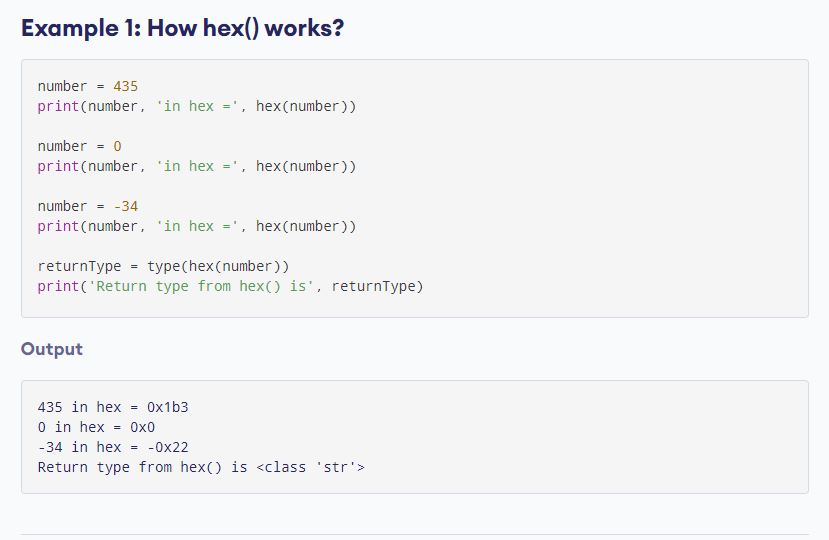 Example 1: How hex() works?
number = 435
print(number, 'in hex =', hex(number))
number = 0
print(number, 'in hex =', hex(number))
number = -34
print(number, 'in hex =', hex(number))
returnType = type(hex(number))
print('Return type from hex() is', returnType)
Output
435 in hex = 0x1b3
0 in hex = 0x0
-34 in hex = -0x22
Return type from hex() is <class 'str'>